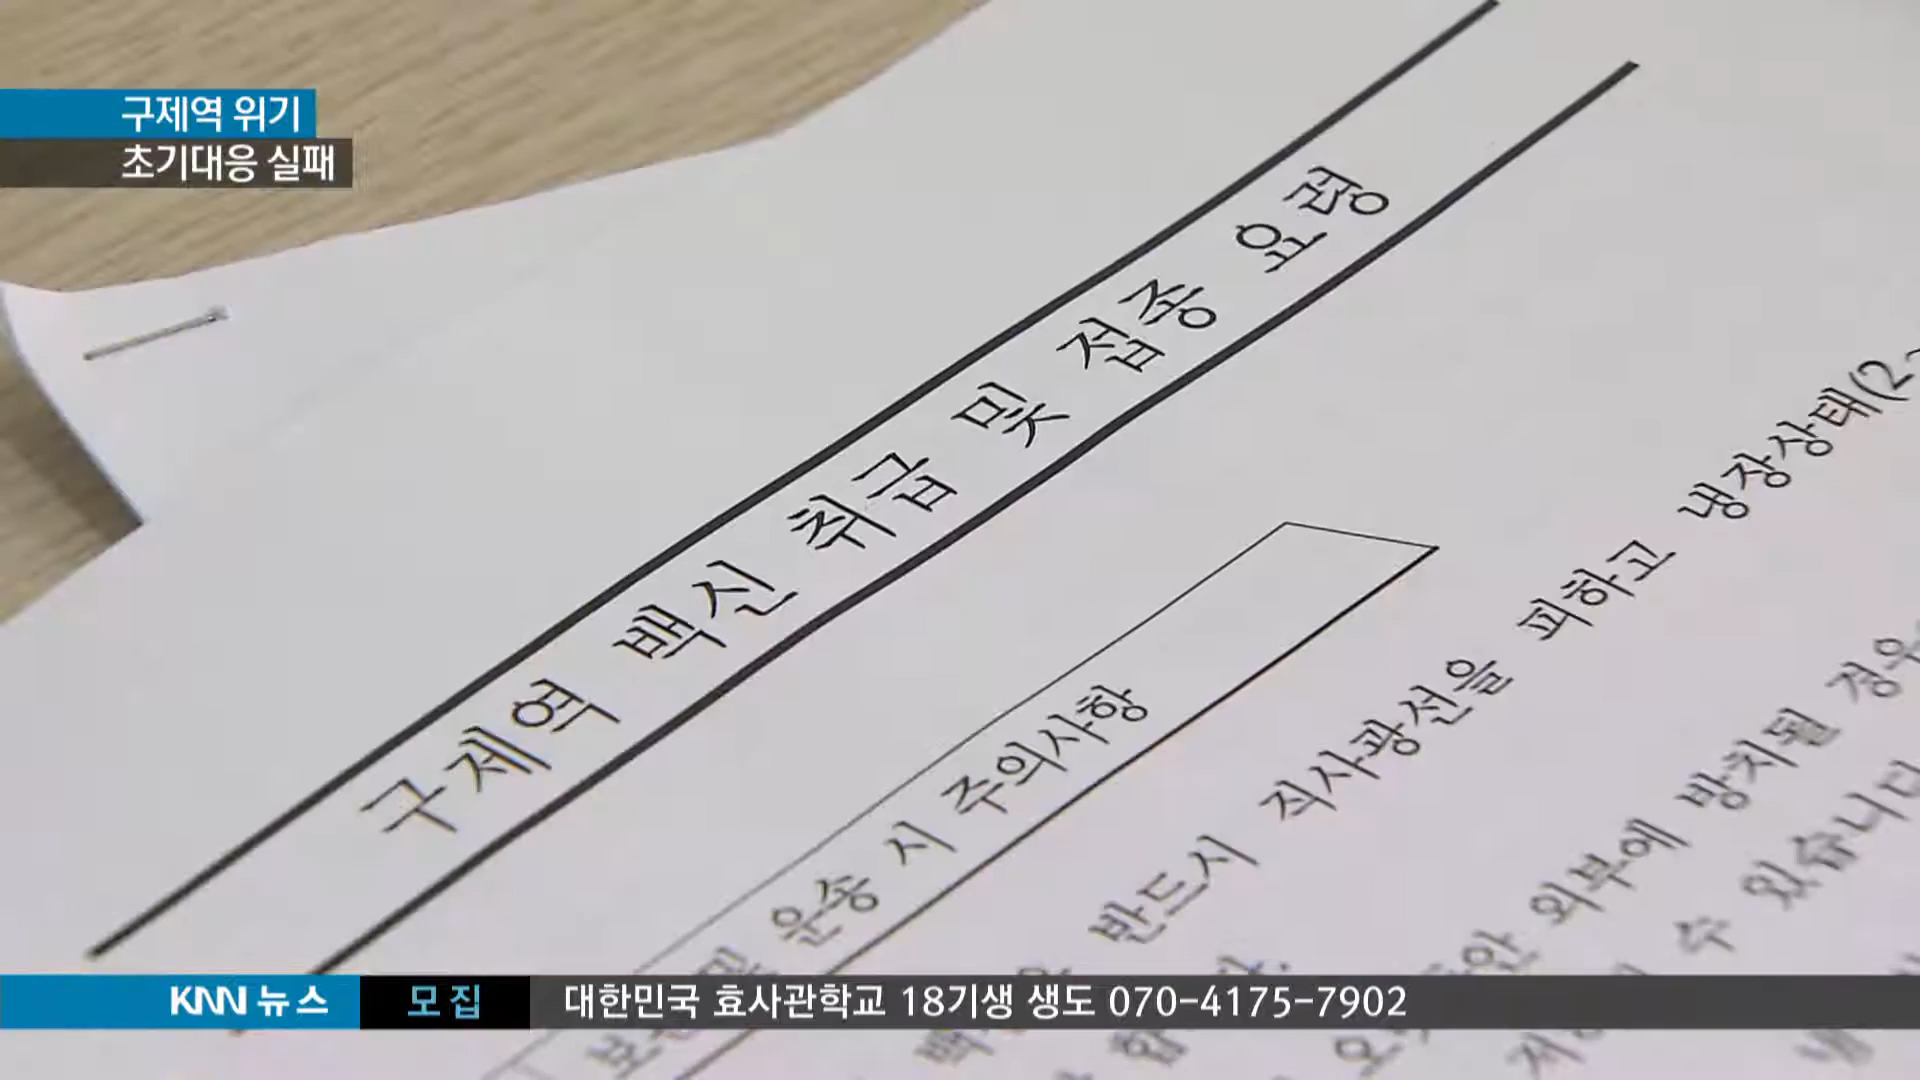 구제역 위기
초기대응 실패
구제역 백신 취급 및 접종 요령
및 운송 시 주의사항
반드시 직사광선을 피하고 냉장상태(2-
외부에 방치될 경우
수 있습니다
KNN 뉴스
모집
대한민국 효사관학교 18기생 생도 070-4175-7902